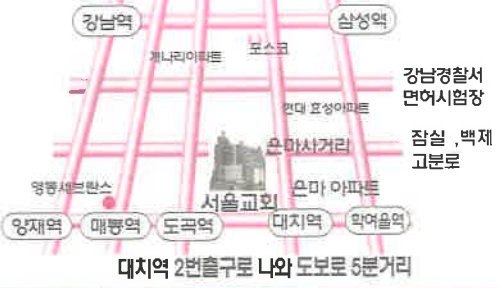 강남역
삼성역
개나리아파트
포스코
강남경찰서
면허시험장
현대 효성아파트
잠실 ,백제
고분로
은마사거리
영동세브란스
서울교회
은마 아파트
양재역
매봉역
도곡역
대치역
학여울역
대치역 2번출구로 나와 도보로 5분거리